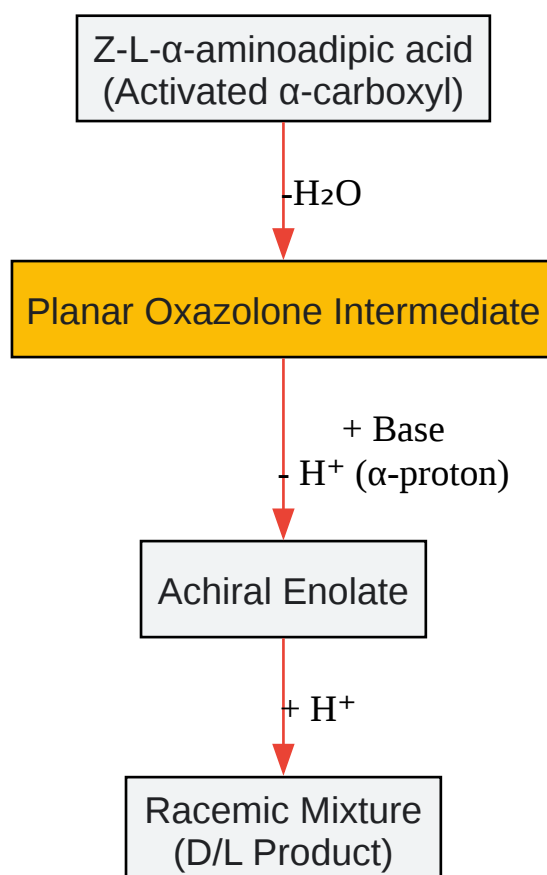 Z-L-α-aminoadipic acid
(Activated α-carboxyl)
-H₂O
Planar Oxazolone Intermediate
+ Base
- H⁺ (α-proton)
Achiral Enolate
+ H⁺
Racemic Mixture
(D/L Product)